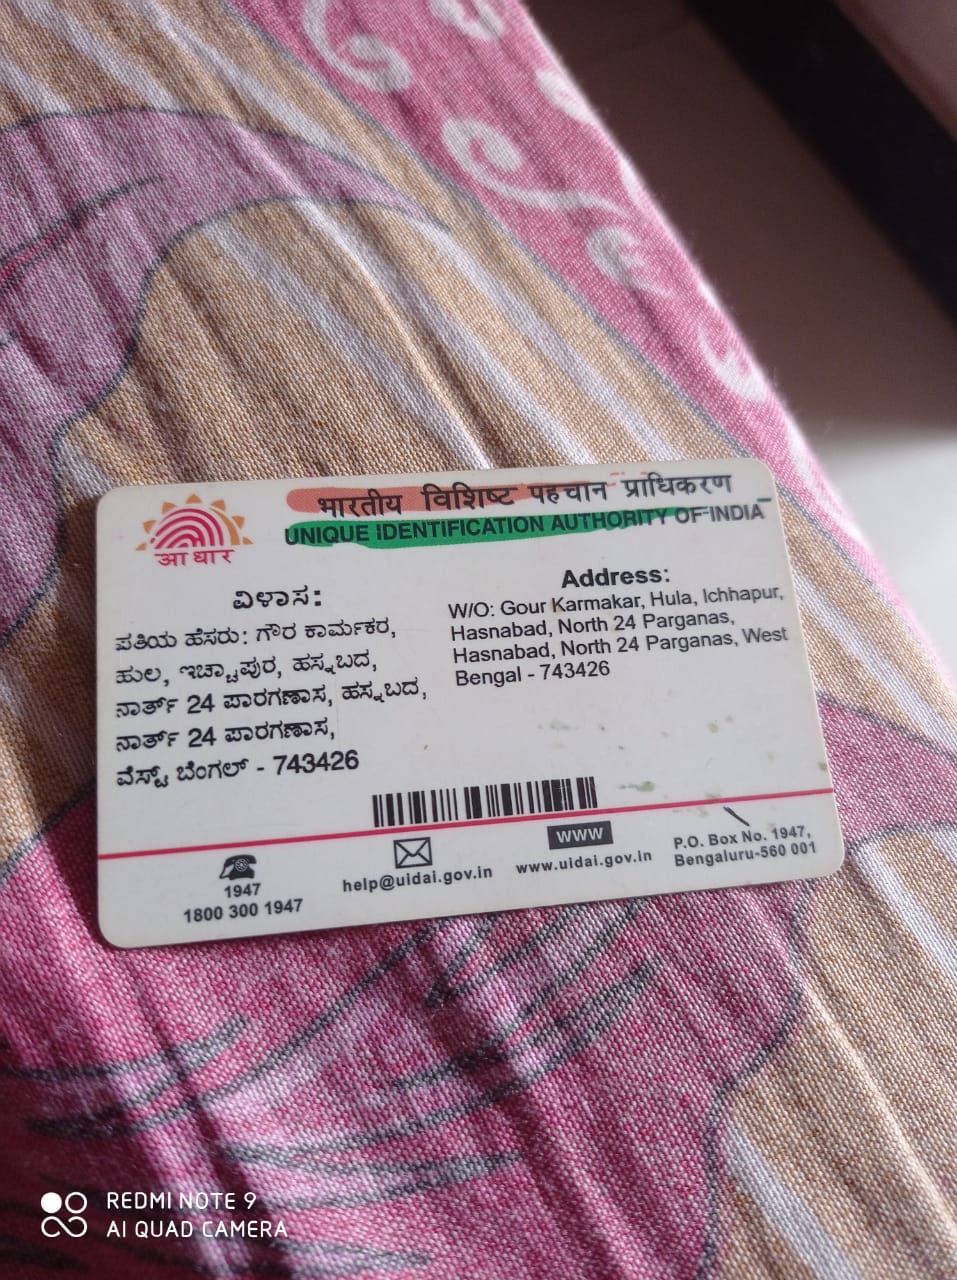 आधार
भारतीय विशिष्ट पहचान प्राधिकरण
UNIQUE IDENTIFICATION AUTHORITY OF INDIA
ವಿಳಾಸ:
ಪತಿಯ ಹೆಸರು: ಗೌರ ಕಾರ್ಮಕರ,
ಹುಲ, ಇಚ್ಚಾಪುರ, ಹಸ್ನಬದ,
ನಾರ್ತ್ 24 ಪಾರಗಣಾಸ, ಹಸ್ನಬದ,
ನಾರ್ತ್ 24 ಪಾರಗಣಾಸ,
ವೆಸ್ಟ್ ಬೆಂಗಲ್ - 743426
Address:
W/O: Gour Karmakar, Hula, Ichhapur,
Hasnabad, North 24 Parganas,
Hasnabad, North 24 Parganas, West
Bengal - 743426
1947
1800 300 1947
help@uidai.gov.in
WWW
www.uidai.gov.in
P.O. Box No. 1947,
Bengaluru-560 001
REDMI NOTE 9
AI QUAD CAMERA